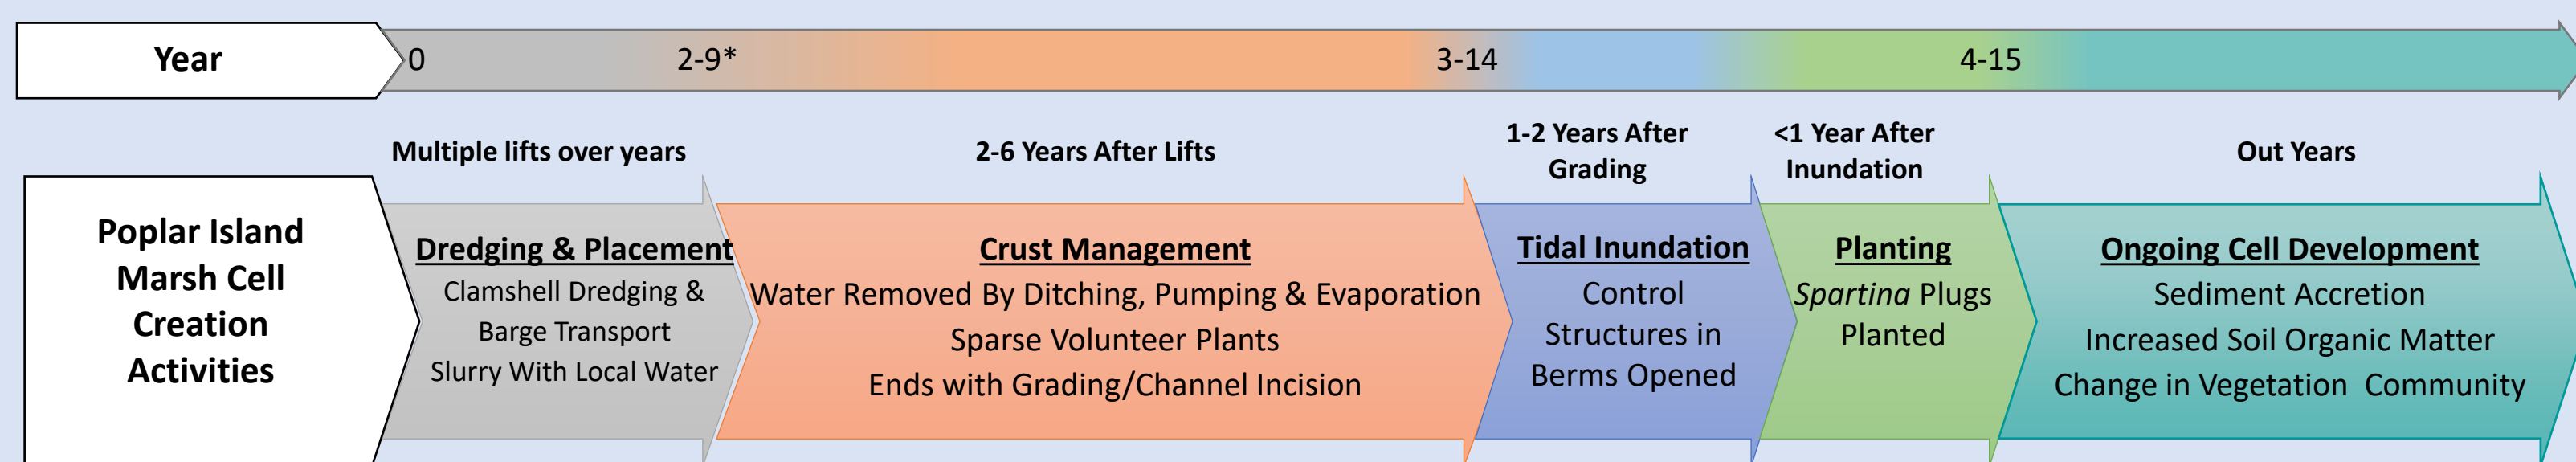 Year
0
2-9*
3-14
4-15
Multiple lifts over years
2-6 Years After Lifts
1-2 Years After
Grading
<1 Year After
Inundation
Out Years
Poplar Island
Marsh Cell
Creation
Activities
Dredging & Placement
Clamshell Dredging &
Barge Transport
Slurry With Local Water
Crust Management
Water Removed By Ditching, Pumping & Evaporation
Sparse Volunteer Plants
Ends with Grading/Channel Incision
Tidal Inundation
Control
Structures in
Berms Opened
Planting
Spartina Plugs
Planted
Ongoing Cell Development
Sediment Accretion
Increased Soil Organic Matter
Change in Vegetation  Community